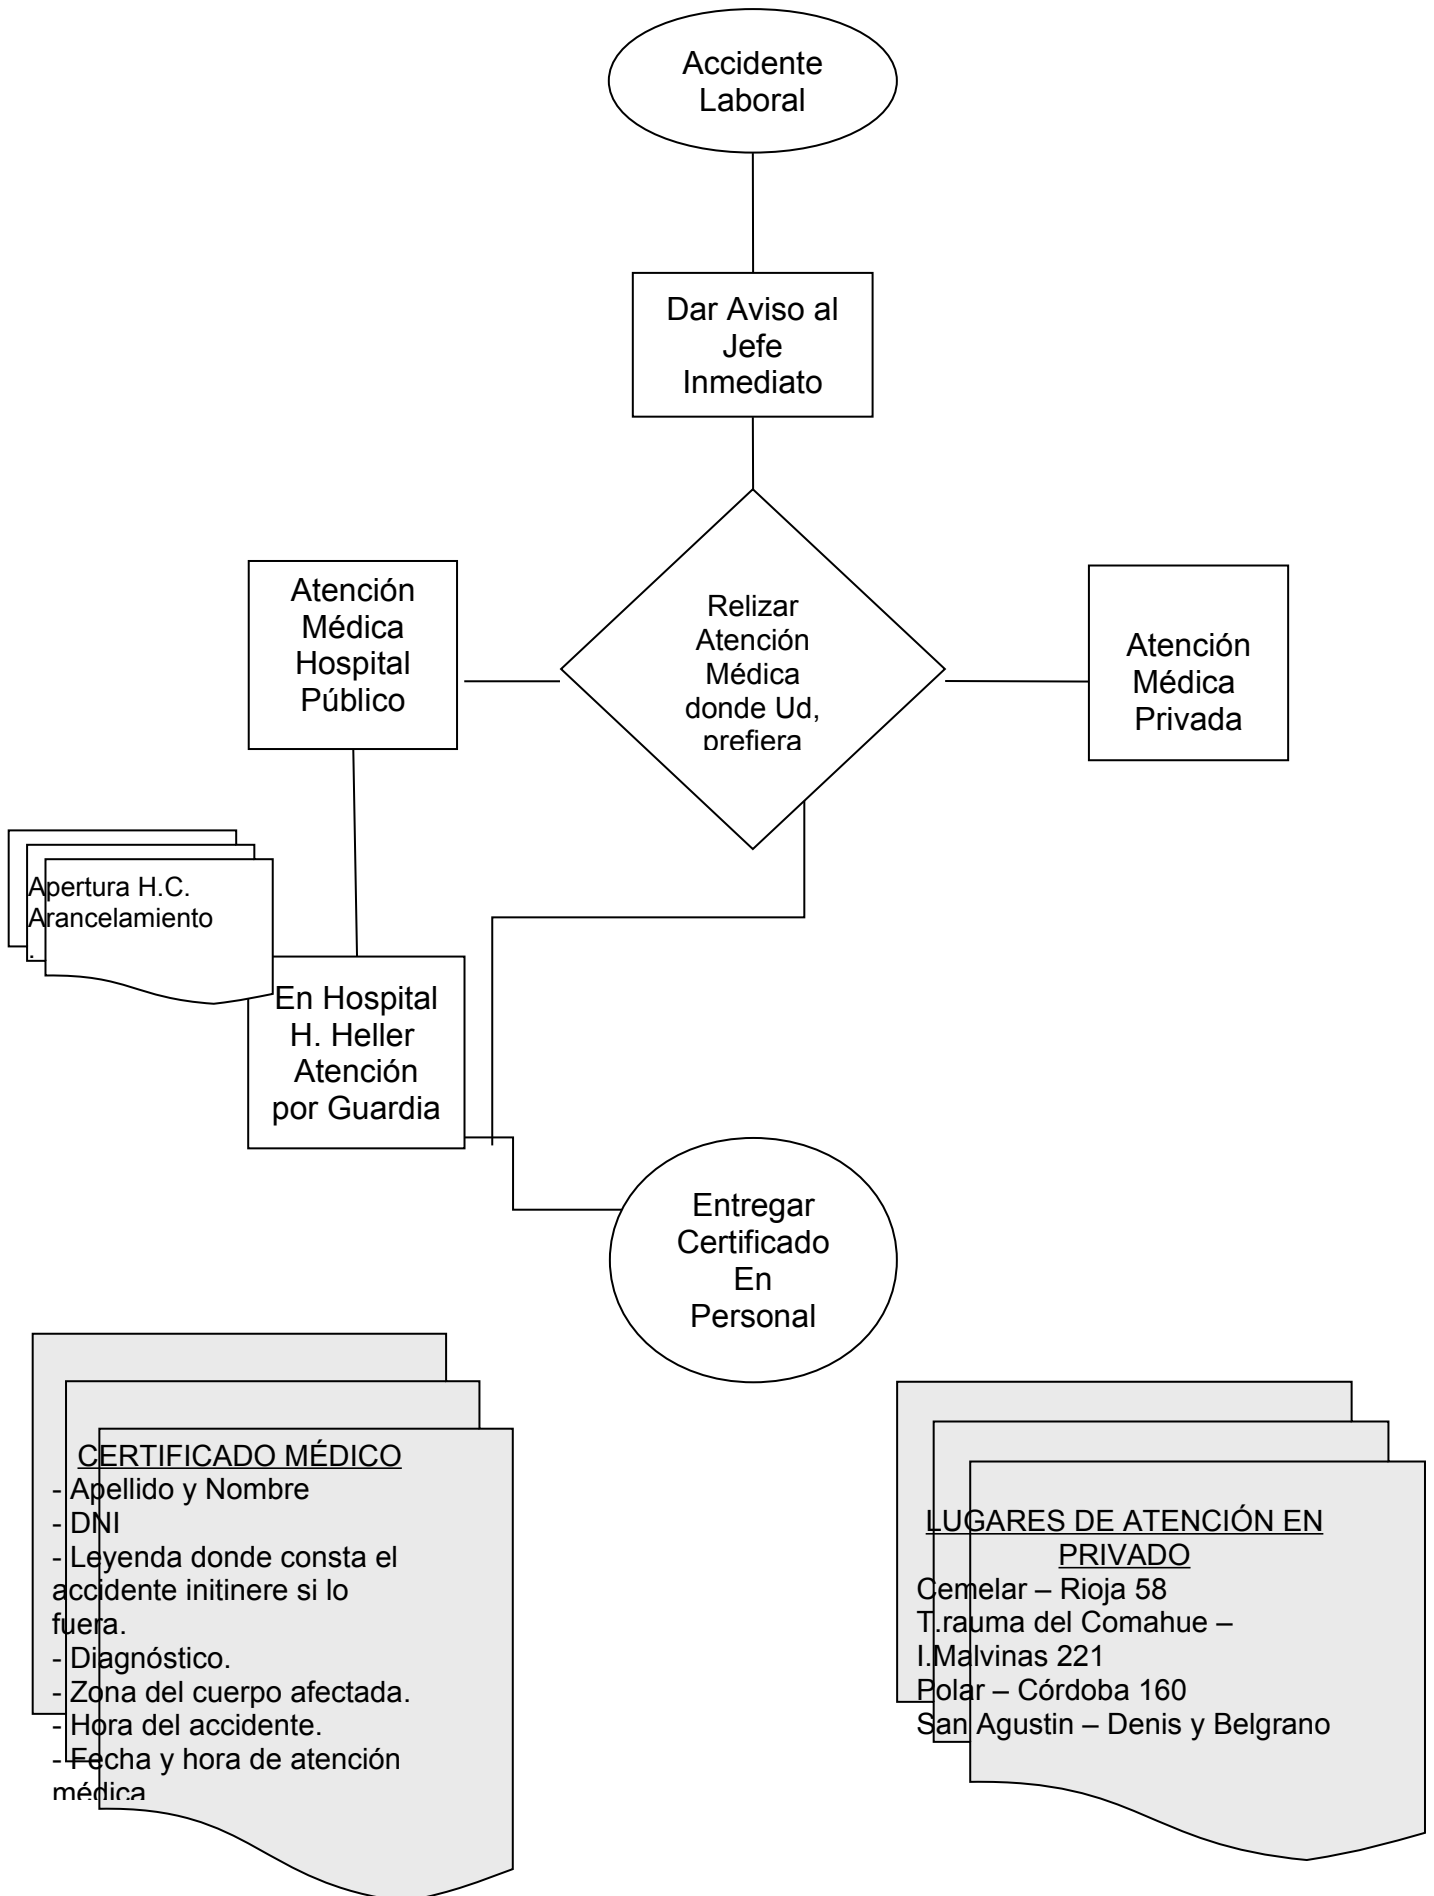 Accidente
Laboral
Dar Aviso al
Jefe
Inmediato
Relizar
Atención
Médica
donde Ud,
prefiera
Atención
Médica
Hospital
Público
Atención
Médica
Privada
Apertura H.C.
Arancelamiento
.
En Hospital
H. Heller
Atención
por Guardia
Entregar
Certificado
En
Personal
CERTIFICADO MÉDICO
- Apellido y Nombre
- DNI
- Leyenda donde consta el
accidente initinere si lo
fuera.
- Diagnóstico.
- Zona del cuerpo afectada.
- Hora del accidente.
- Fecha y hora de atención
médica
LUGARES DE ATENCIÓN EN
PRIVADO
Cemelar – Rioja 58
T.rauma del Comahue –
I.Malvinas 221
Polar – Córdoba 160
San Agustin – Denis y Belgrano